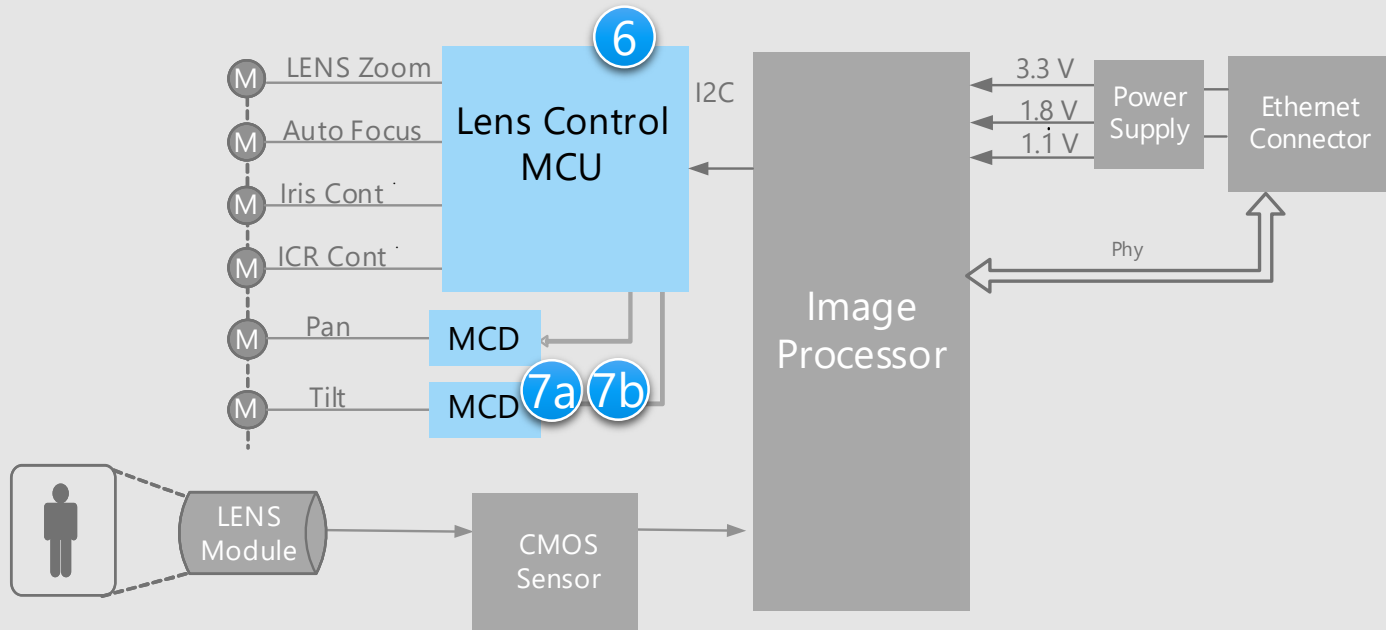 6
M
LENS Zoom
Lens Control
MCU
I2C
3.3 V
1.8 V
1.1 V
Power
Supply
Ethernet
Connector
M
Auto Focus
M
Iris Cont
M
ICR Cont
Phy
M
Pan
MCD
Image
Processor
M
Tilt
MCD
7a
7b
LENS
Module
CMOS
Sensor